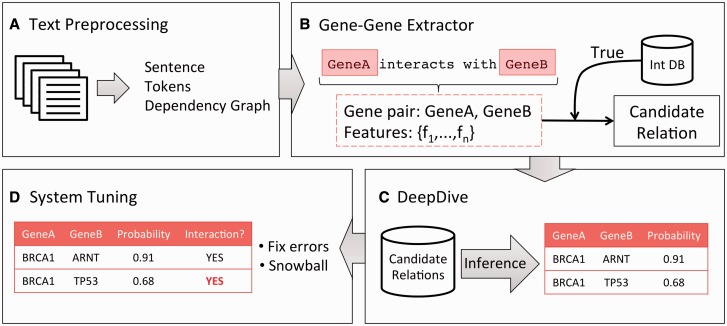 A Text Preprocessing
Sentence
Tokens
Dependency Graph
B Gene-Gene Extractor
GeneA interacts with GeneB
Gene pair: GeneA, GeneB
Features: {f1,...,fn}
True
Int DB
Candidate
Relation
C DeepDive
Candidate
Relations
Inference
GeneA GeneB Probability
BRCA1 ARNT 0.91
BRCA1 TP53 0.68
D System Tuning
GeneA GeneB Probability Interaction?
BRCA1 ARNT 0.91 YES
BRCA1 TP53 0.68 YES
• Fix errors
• Snowball